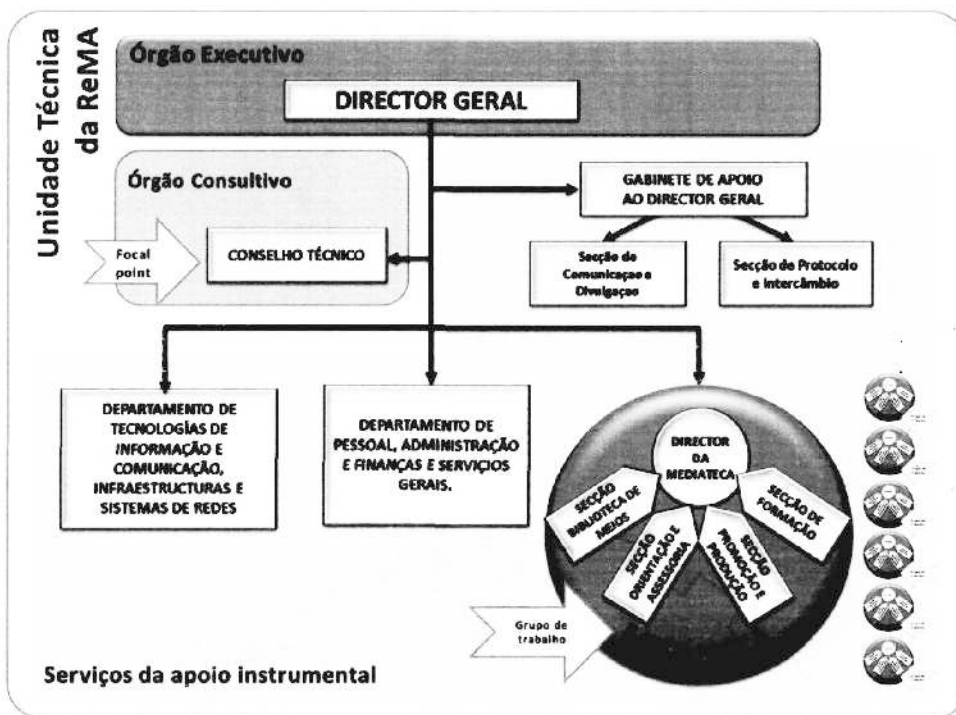 Unidade Técnica
da ReMA
Órgão Executivo
DIRECTOR GERAL
Órgão Consultivo
Focal
point
CONSELHO TÉCNICO
GABINETE DE APOIO
AO DIRECTOR GERAL
Secção de
Comunicação e
Divulgação
Secção de Protocolo
e Intercâmbio
DEPARTAMENTO DE
TECNOLOGÍAS DE
INFORMAÇÃO E
COMUNICAÇÃO,
INFRAESTRUCTURAS E
SISTEMAS DE REDES
DEPARTAMENTO DE
PESSOAL, ADMINISTRAÇÃO
E FINANÇAS E SERVIÇIOS
GERAIS.
DIRECTOR
DA
MEDIATECA
SECÇÃO
BIBLIOTECA DE
MEIOS
SECÇÃO
ORIENTAÇÃO E
ASSESSORIA
SECÇÃO
PROMOÇÃO E
PRODUÇÃO
SECÇÃO DE
FORMAÇÃO
Grupo de
trabalho
Serviços da apoio instrumental